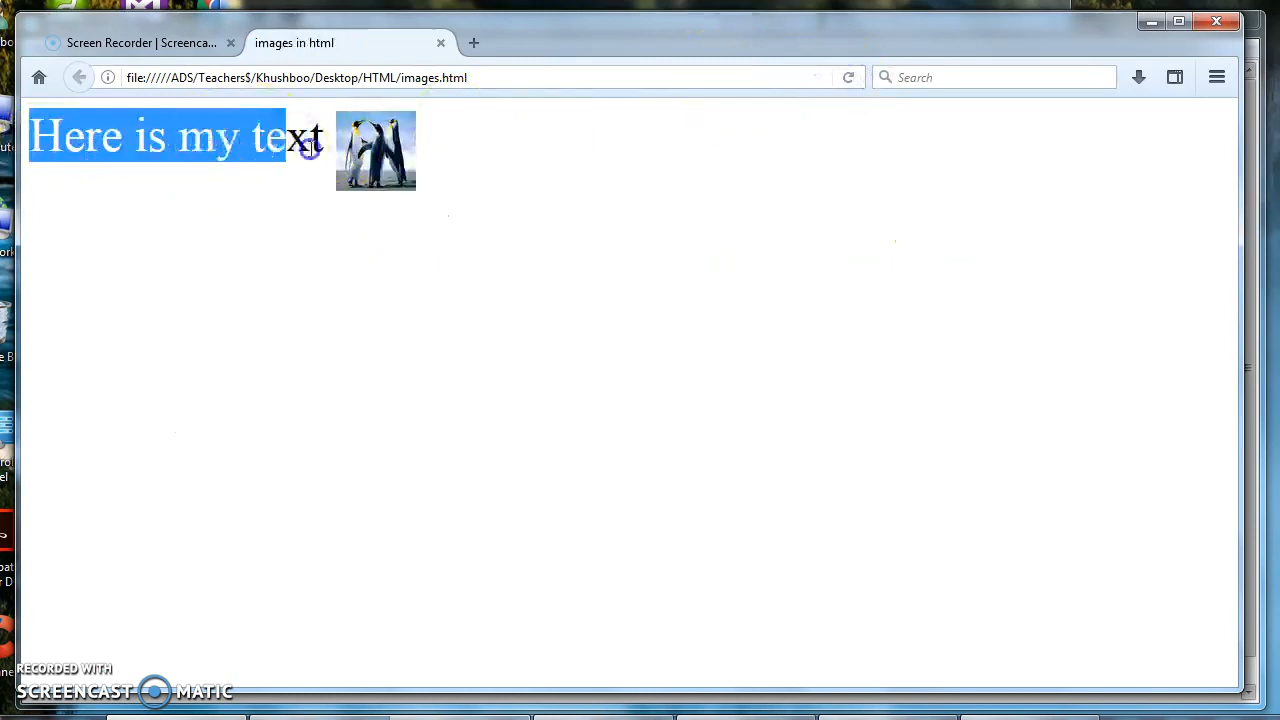 Screen Recorder | Screenca...
images in html
file://///ADS/Teachers$/Khushboo/Desktop/HTML/images.html
Search
Here is my text
RECORDED WITH
SCREENCAST MATIC